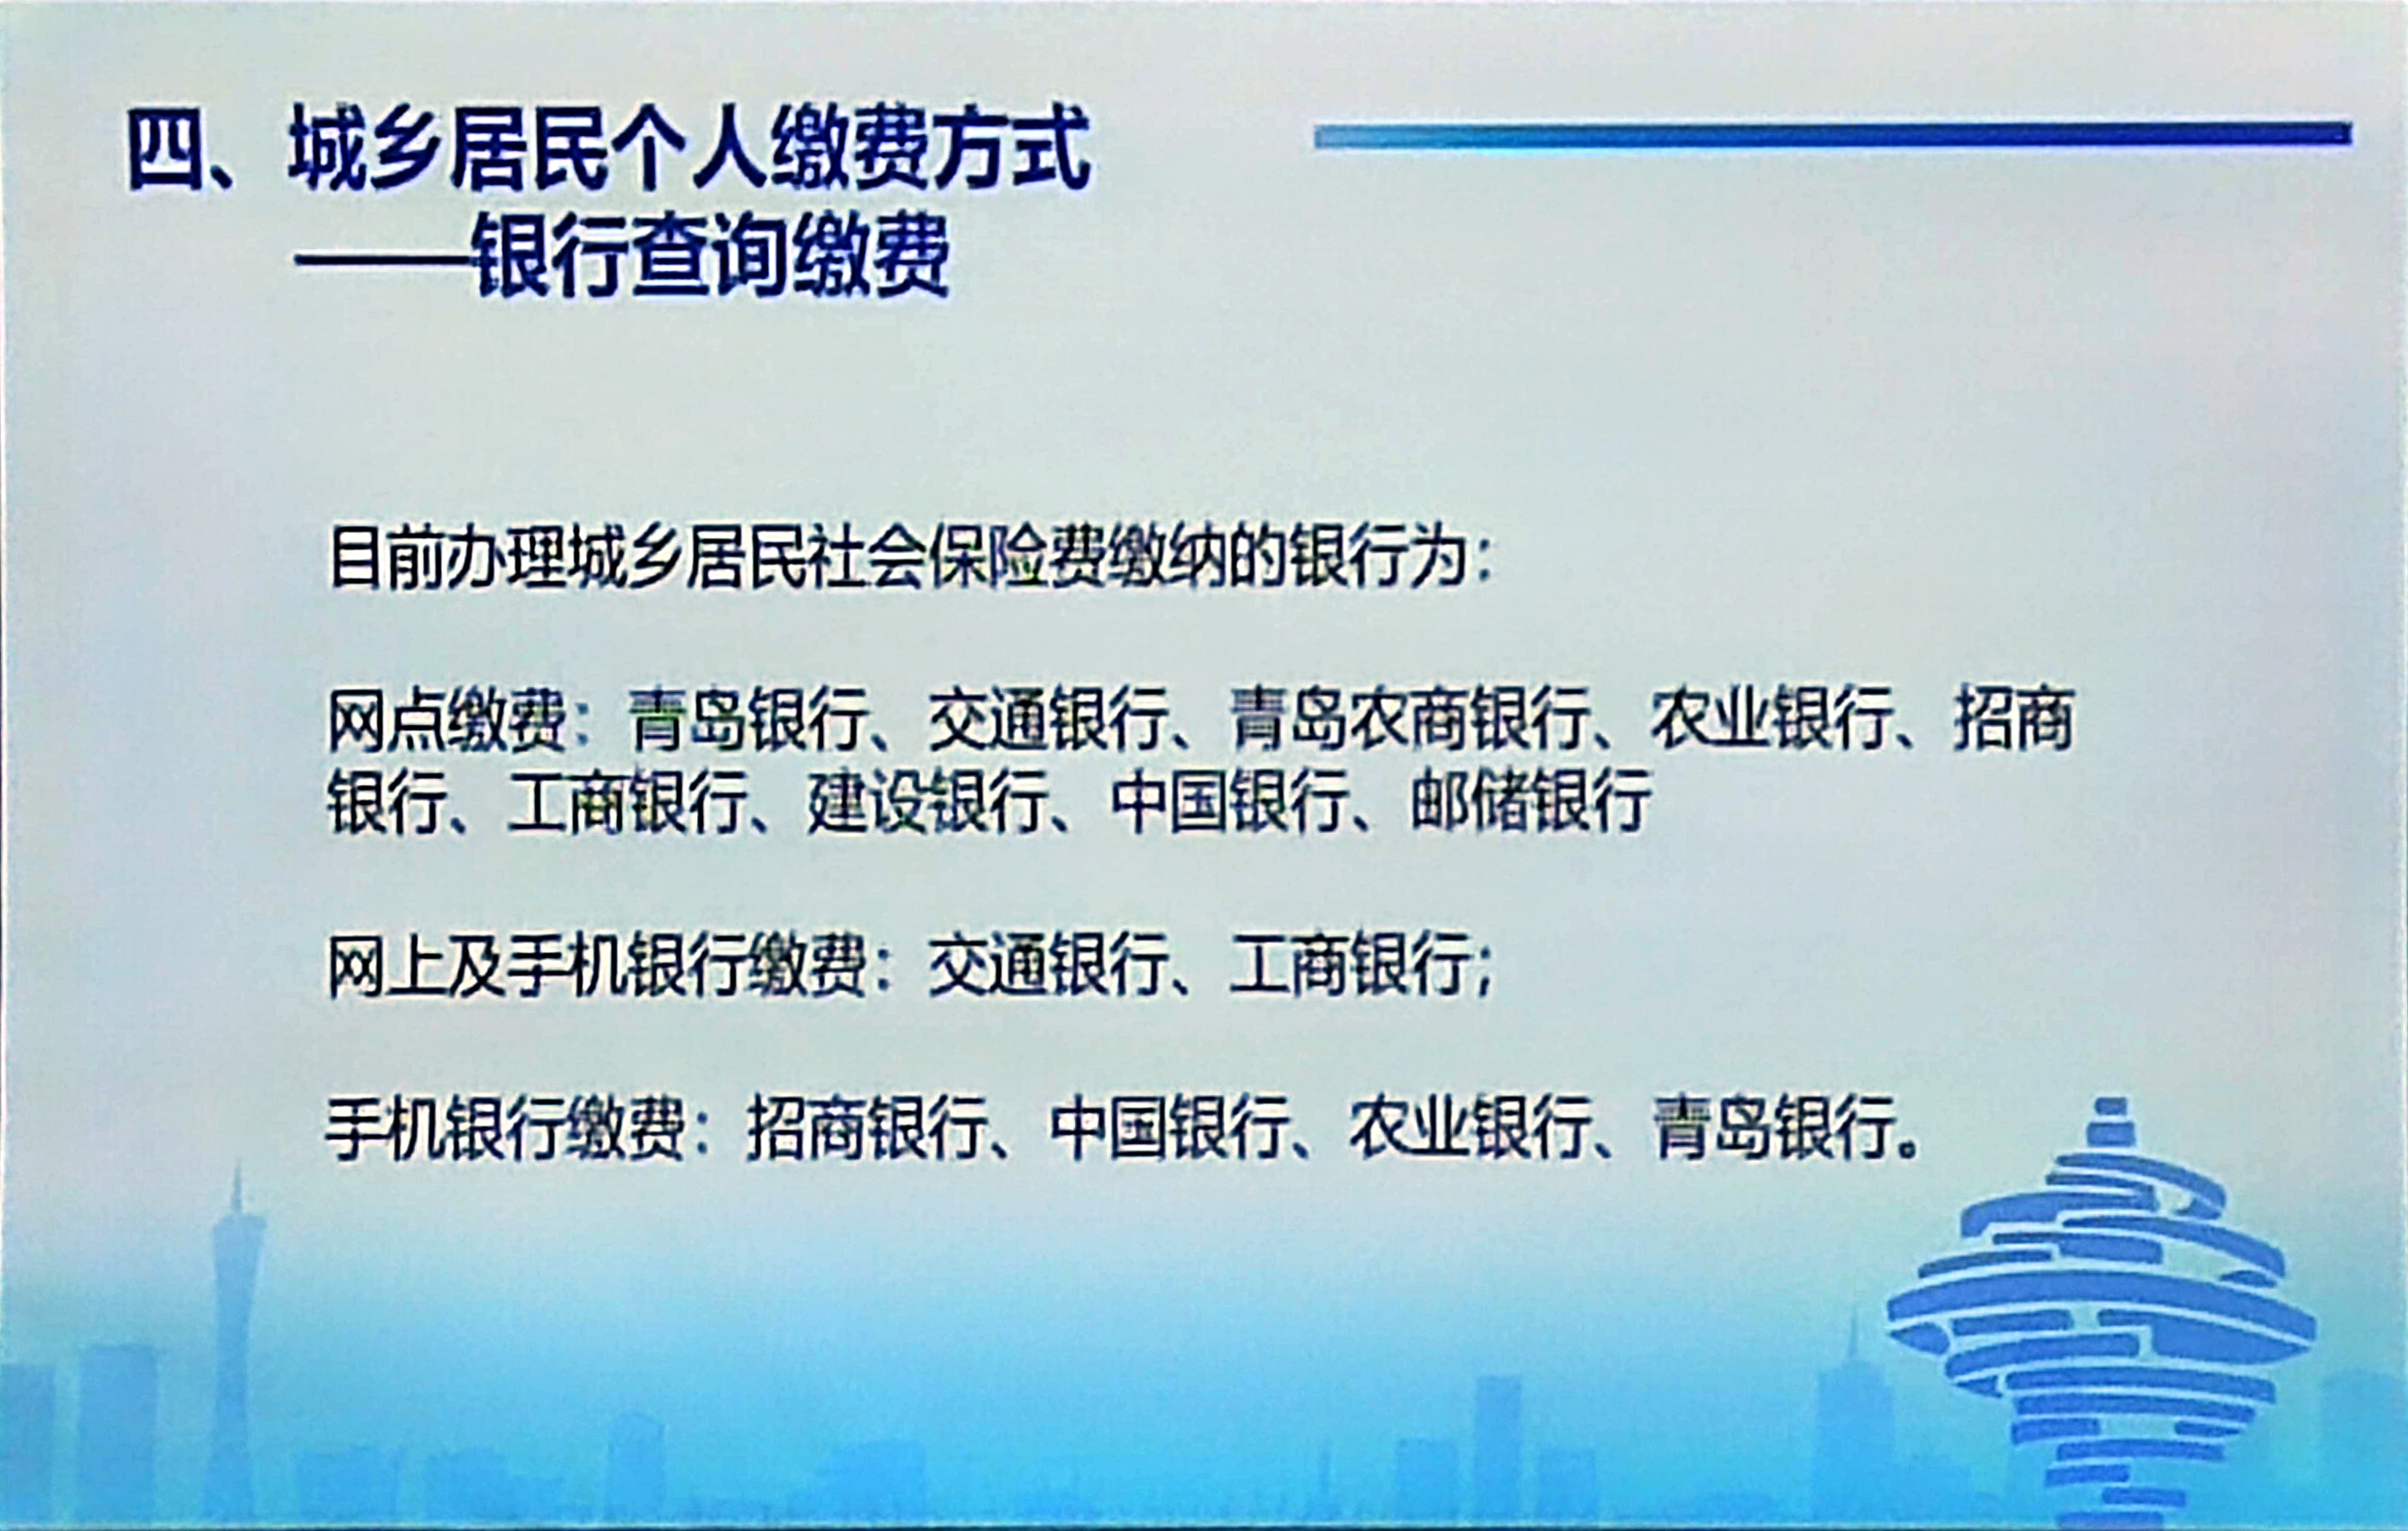 四、城乡居民个人缴费方式
——银行查询缴费
目前办理城乡居民社会保险费缴纳的银行为：
网点缴费：青岛银行、交通银行、青岛农商银行、农业银行、招商
银行、工商银行、建设银行、中国银行、邮储银行
网上及手机银行缴费：交通银行、工商银行；
手机银行缴费：招商银行、中国银行、农业银行、青岛银行。